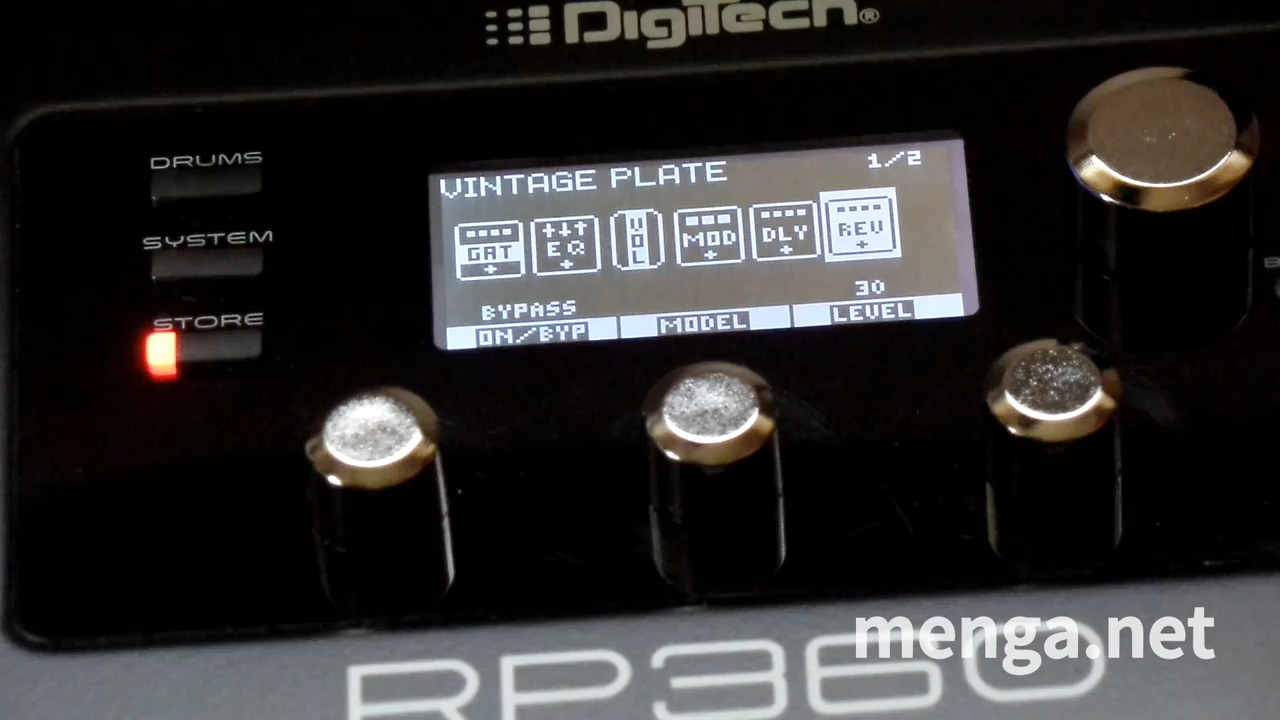 DigiTech®
DRUMS
SYSTEM
STORE
VINTAGE PLATE 1/2
GAT EQ VOL MOD DLY REV
BYPASS 30
ON/BYP MODEL LEVEL
menga.net
RP360